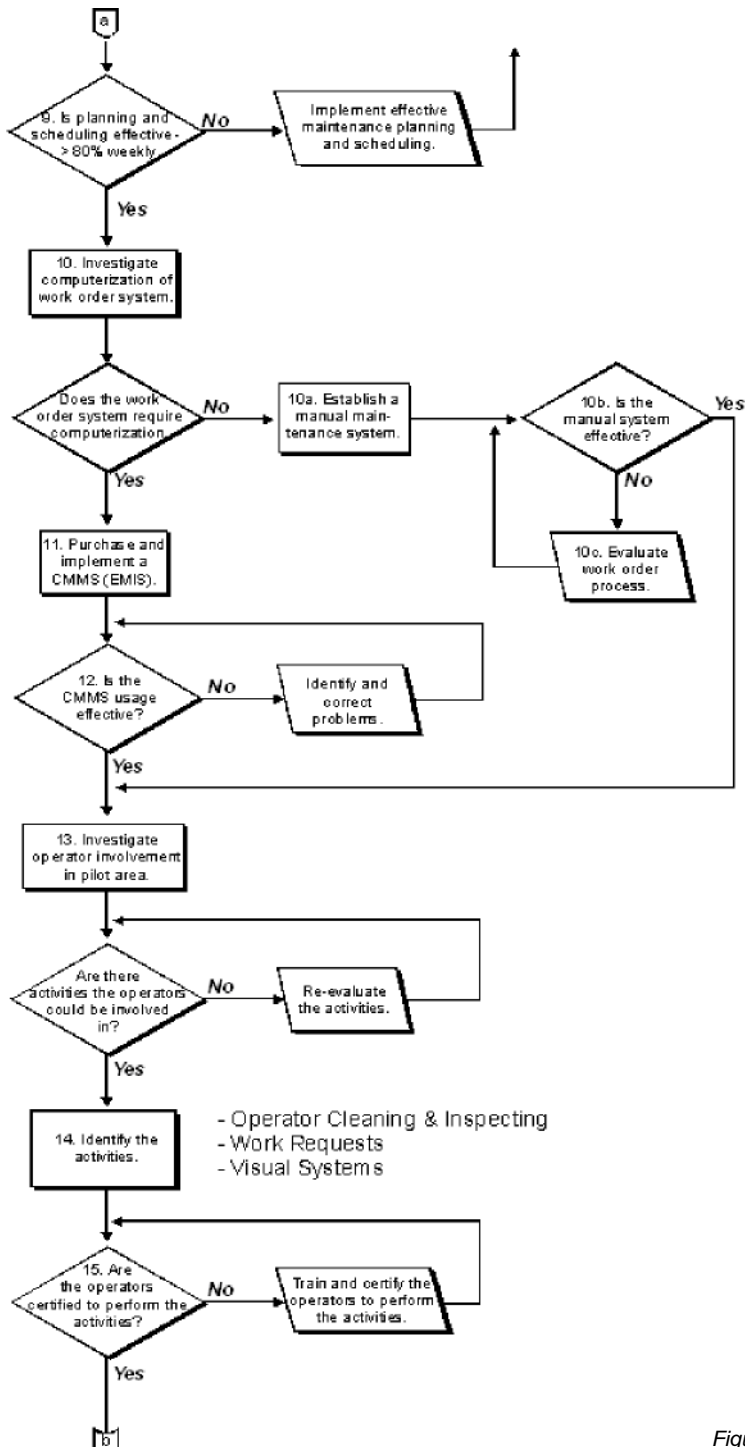 a
9. Is planning and
scheduling effective -
> 80% weekly
No
Implement effective
maintenance planning
and scheduling.
Yes
10. Investigate
computerization of
work order system.
Does the work
order system require
computerization
No
10a. Establish a
manual main-
tenance system.
10b. Is the
manual system
effective?
Yes
Yes
No
11. Purchase and
implement a
CMMS (EMIS).
10c. Evaluate
work order
process.
12. Is the
CMMS usage
effective?
No
Identify and
correct
problems.
Yes
13. Investigate
operator involvement
in pilot area.
Are there
activities the operators
could be involved
in?
No
Re-evaluate
the activities.
Yes
14. Identify the
activities.
- Operator Cleaning & Inspecting
- Work Requests
- Visual Systems
15. Are
the operators
certified to perform the
activities?
No
Train and certify the
operators to perform
the activities.
Yes
b